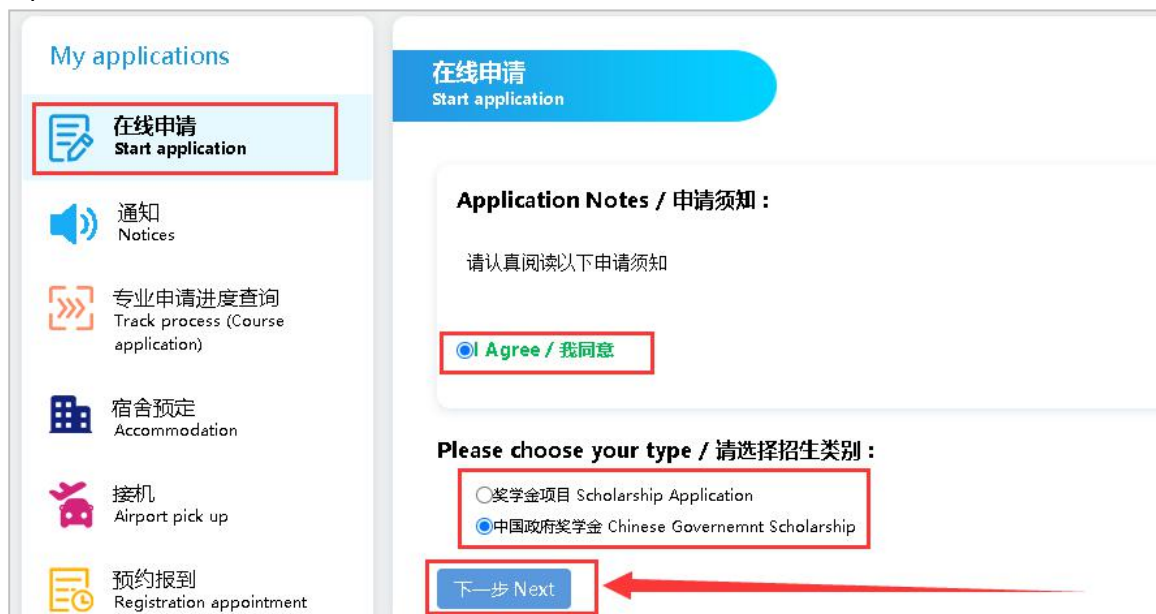 My applications
在线申请
Start application
通知
Notices
专业申请进度查询
Track process (Course
application)
宿舍预定
Accommodation
接机
Airport pick up
预约报到
Registration appointment
在线申请
Start application
Application Notes / 申请须知：
请认真阅读以下申请须知
I Agree / 我同意
Please choose your type / 请选择招生类别：
奖学金项目 Scholarship Application
中国政府奖学金 Chinese Governemnt Scholarship
下一步 Next